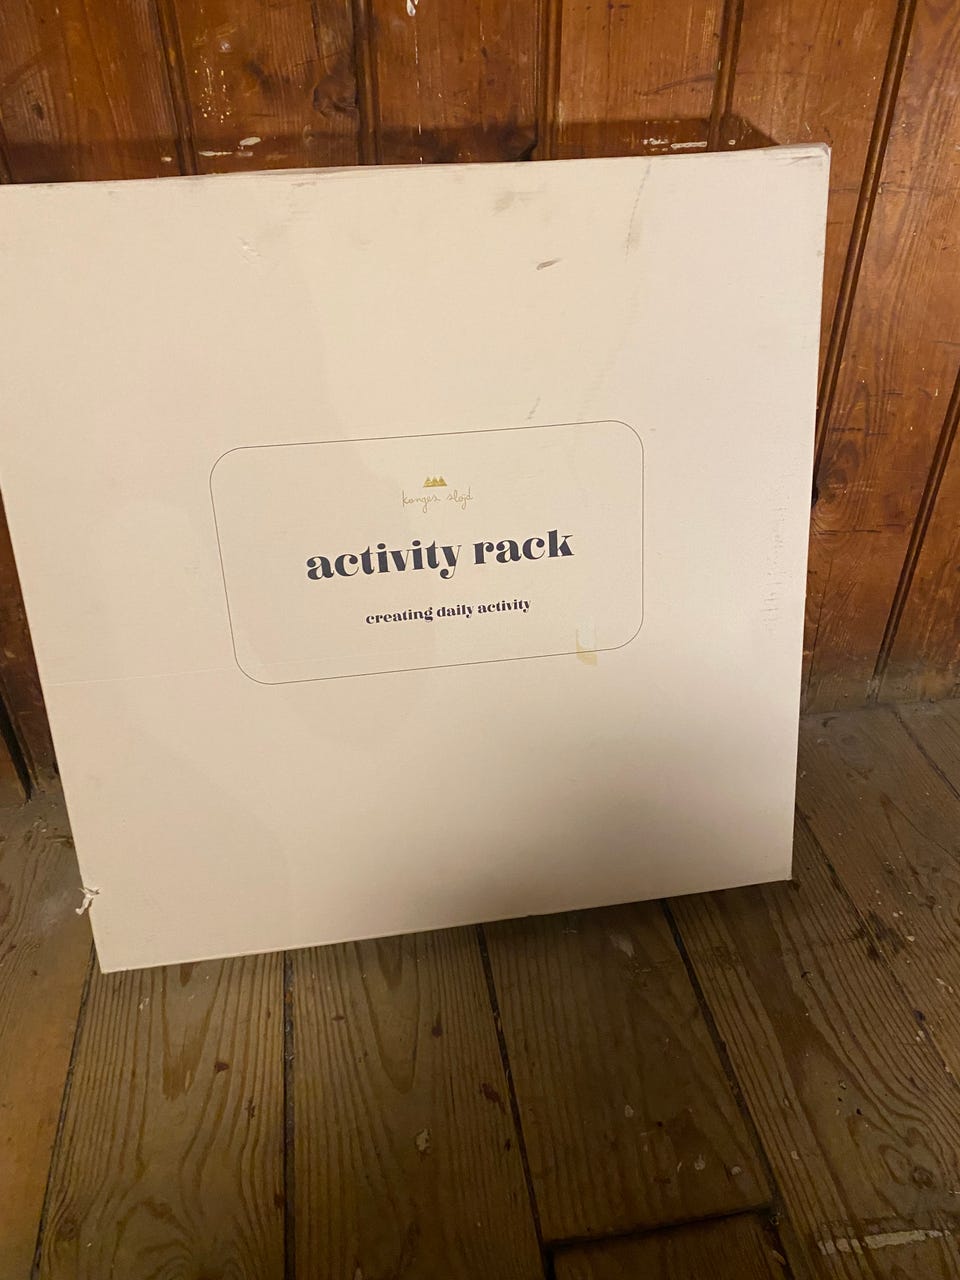 konges sløjd
activity rack
creating daily activity